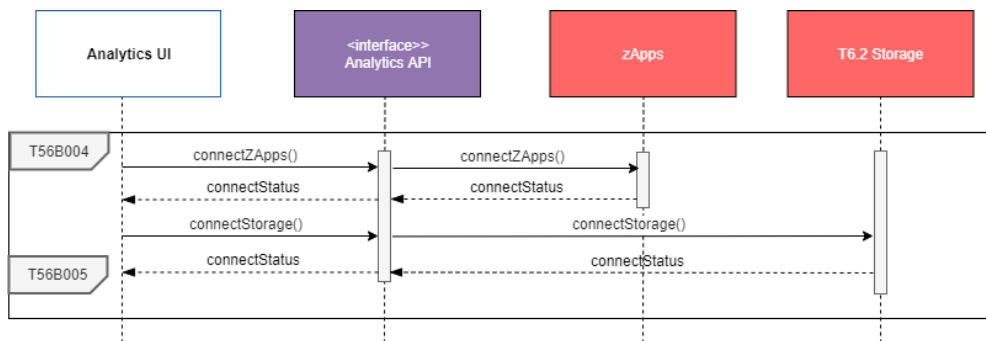 Analytics UI
<interface>>
Analytics API
zApps
T6.2 Storage
T56B004
connectZApps()
connectZApps()
connectStatus
connectStatus
connectStorage()
connectStorage()
T56B005
connectStatus
connectStatus